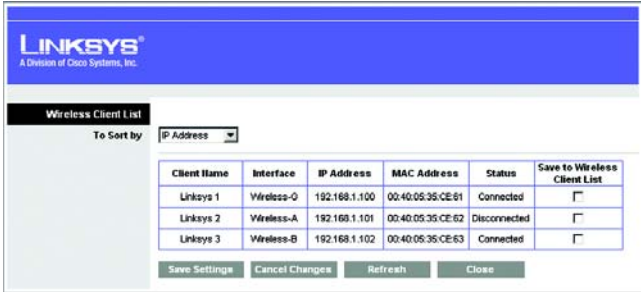 LINKSYS®
A Division of Cisco Systems, Inc.
Wireless Client List
To Sort by IP Address
Client Name Interface IP Address MAC Address Status Save to Wireless Client List
Linksys 1 Wireless-G 192.168.1.100 00:40:05:35:CE:61 Connected
Linksys 2 Wireless-A 192.168.1.101 00:40:05:35:CE:62 Disconnected
Linksys 3 Wireless-B 192.168.1.102 00:40:05:35:CE:63 Connected
Save Settings Cancel Changes Refresh Close